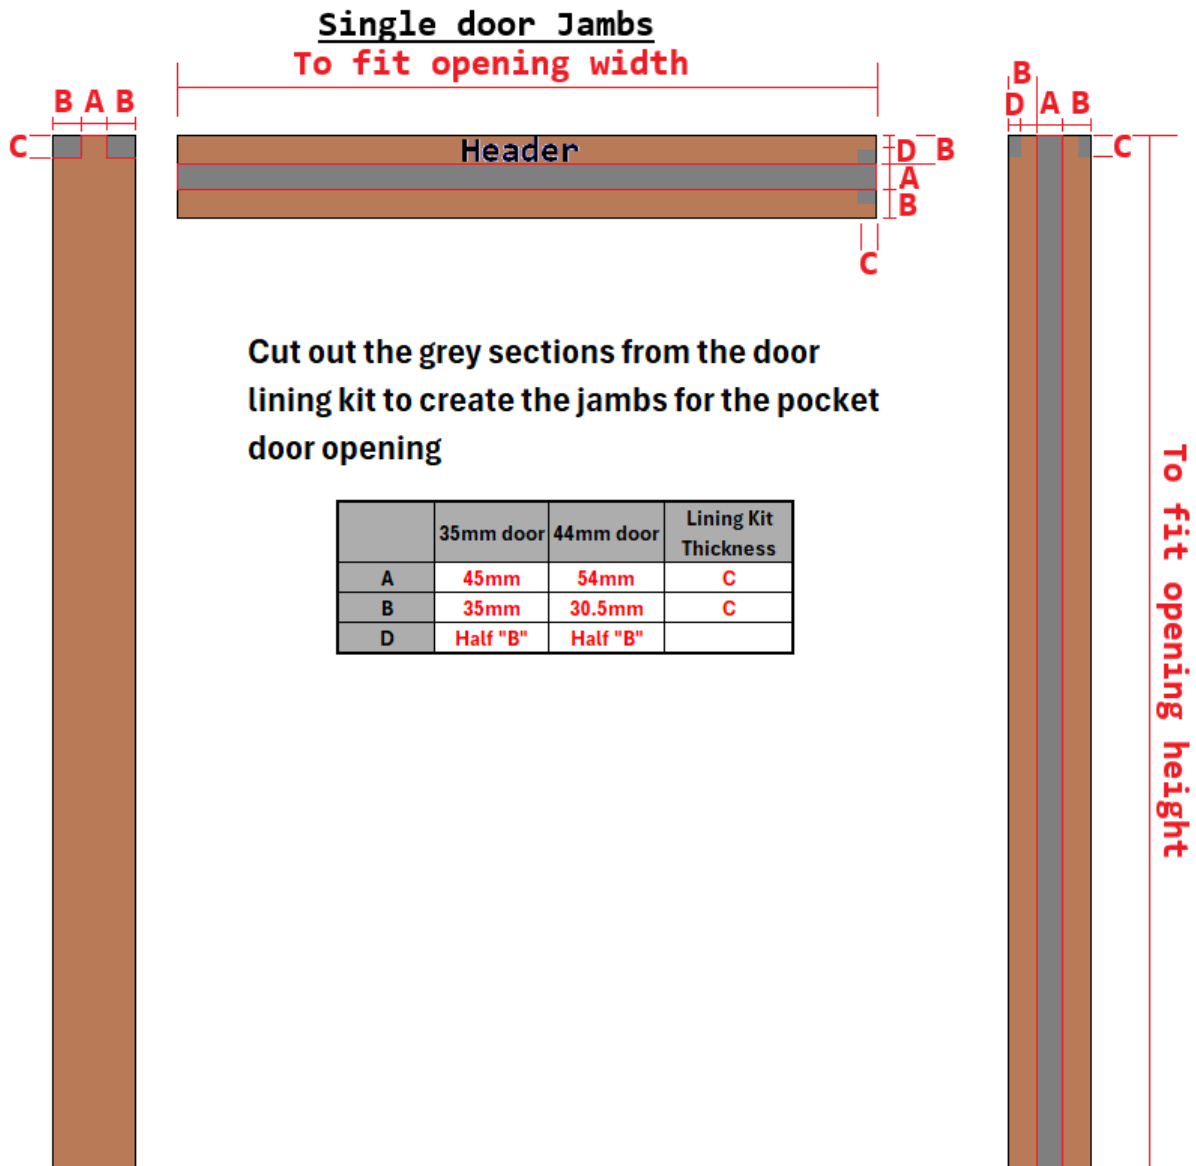 Single door Jambs
To fit opening width
B A B
C
Header
D B
A
B
C
B
D A B
C
To fit opening height
Cut out the grey sections from the door
lining kit to create the jambs for the pocket
door opening
35mm door 44mm door Lining Kit Thickness
A 45mm 54mm C
B 35mm 30.5mm C
D Half "B" Half "B"